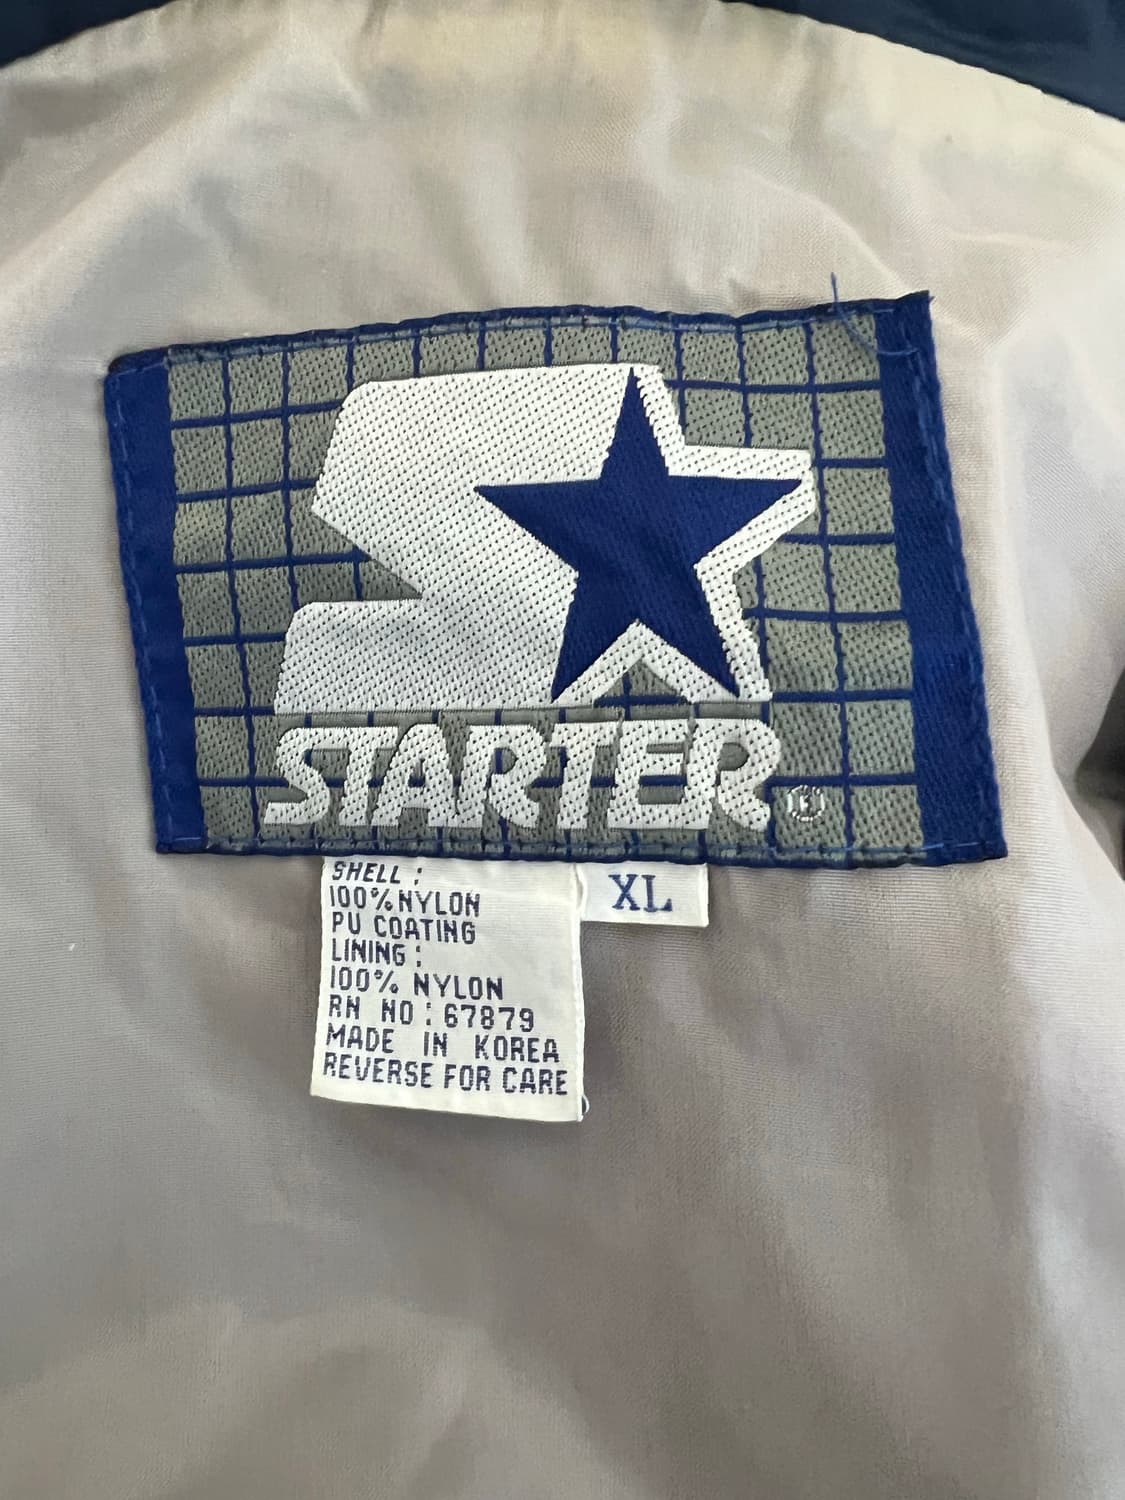 STARTER
SHELL :
100% NYLON
PU COATING
LINING :
100% NYLON
RN NO : 67879
MADE IN KOREA
REVERSE FOR CARE
XL